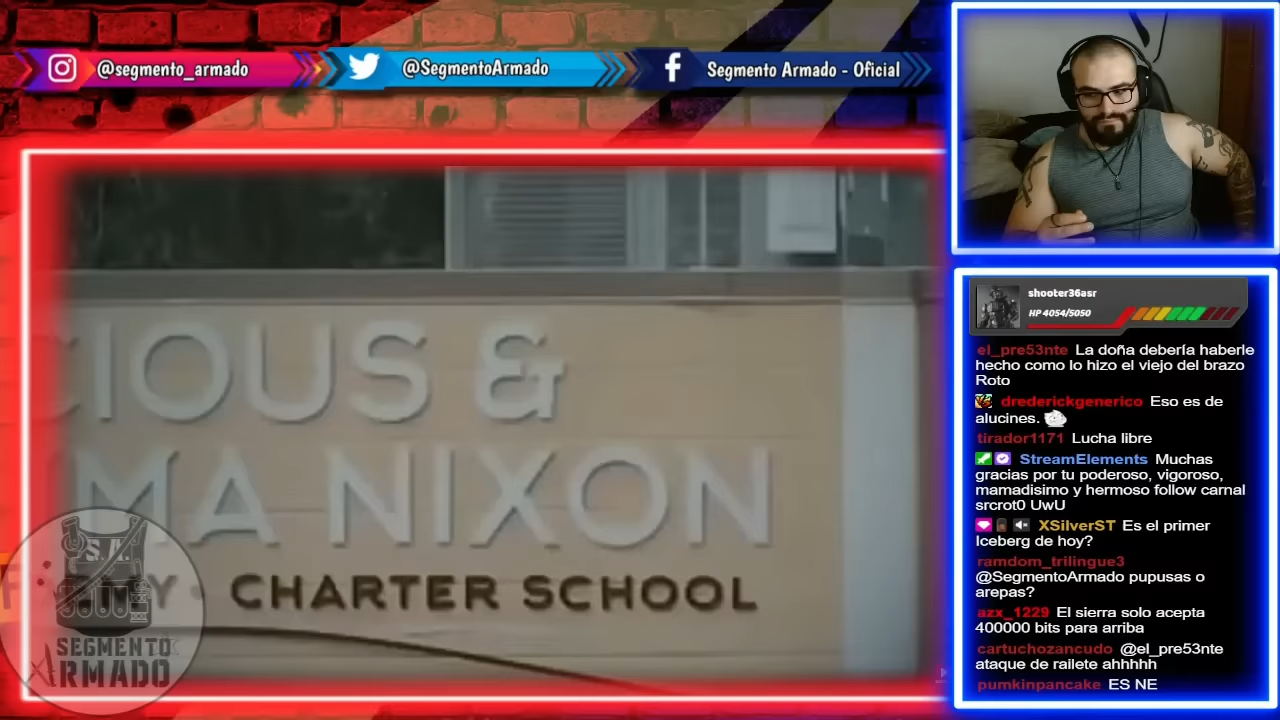 @segmento_armado
@SegmentoArmado
Segmento Armado - Oficial
IOUS &
MA NIXON
CHARTER SCHOOL
S.A.
SEGMENTO
ARMADO
shooter36asr
HP 4054/5050
el_pre53nte La doña debería haberle
hecho como lo hizo el viejo del brazo
Roto
drederickgenerico Eso es de
alucines.
tirador1171 Lucha libre
StreamElements Muchas
gracias por tu poderoso, vigoroso,
mamadisimo y hermoso follow carnal
srcrot0 UwU
XSilverST Es el primer
Iceberg de hoy?
ramdom_trilingue3
@SegmentoArmado pupusas o
arepas?
azx_1229 El sierra solo acepta
400000 bits para arriba
cartuchozancudo @el_pre53nte
ataque de railete ahhhhh
pumkinpancake ES NE